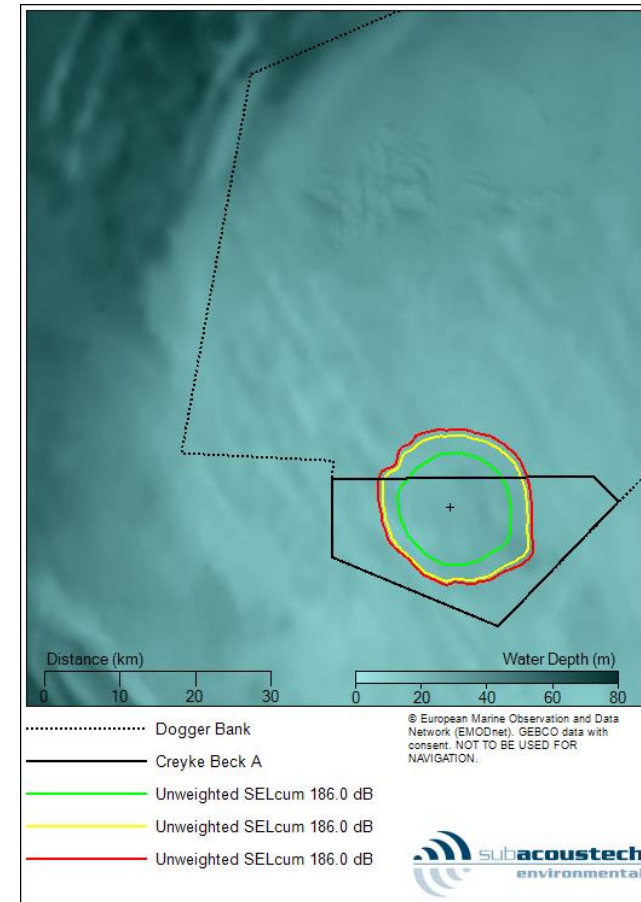 Distance (km)
0 10 20 30
Water Depth (m)
0 20 40 60 80
Dogger Bank
Creyke Beck A
Unweighted SELcum 186.0 dB
Unweighted SELcum 186.0 dB
Unweighted SELcum 186.0 dB
© European Marine Observation and Data
Network (EMODnet). GEBCO data with
consent. NOT TO BE USED FOR
NAVIGATION.
subacoustech
environmental